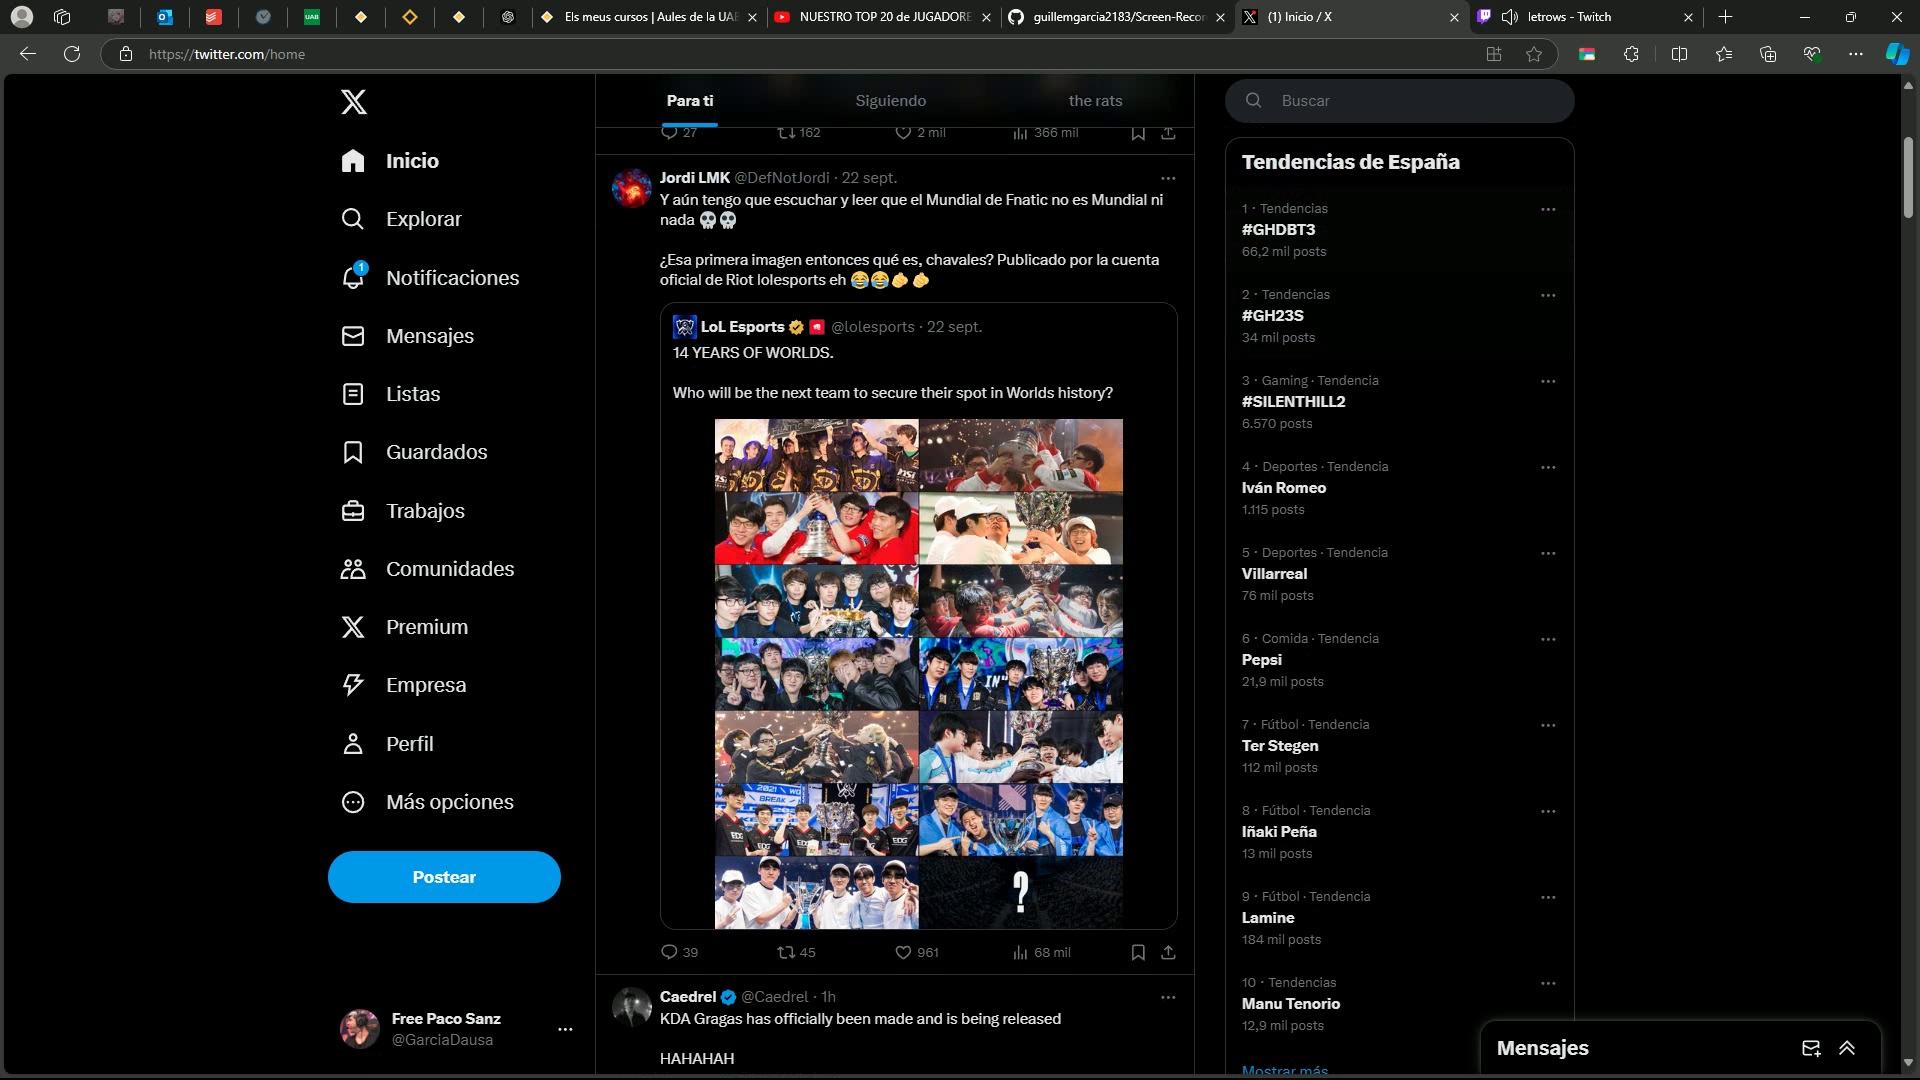 Els meus cursos | Aules de la UAB
NUESTRO TOP 20 de JUGADORE
guillemgarcia2183/Screen-Recor
(1) Inicio / X
letrows - Twitch
https://twitter.com/home
Inicio
Explorar
1
Notificaciones
Mensajes
Listas
Guardados
Trabajos
Comunidades
Premium
Empresa
Perfil
Más opciones
Postear
Free Paco Sanz
@GarciaDausa
Para ti
Siguiendo
the rats
27
162
2 mil
366 mil
Jordi LMK @DefNotJordi · 22 sept.
Y aún tengo que escuchar y leer que el Mundial de Fnatic no es Mundial ni
nada 💀💀
¿Esa primera imagen entonces qué es, chavales? Publicado por la cuenta
oficial de Riot lolesports eh 😂😂🫵🫵
LoL Esports @lolesports · 22 sept.
14 YEARS OF WORLDS.
Who will be the next team to secure their spot in Worlds history?
?
39
45
961
68 mil
Caedrel @Caedrel · 1h
KDA Gragas has officially been made and is being released
HAHAHAH
Buscar
Tendencias de España
1 · Tendencias
#GHDBT3
66,2 mil posts
2 · Tendencias
#GH23S
34 mil posts
3 · Gaming · Tendencia
#SILENTHILL2
6.570 posts
4 · Deportes · Tendencia
Iván Romeo
1.115 posts
5 · Deportes · Tendencia
Villarreal
76 mil posts
6 · Comida · Tendencia
Pepsi
21,9 mil posts
7 · Fútbol · Tendencia
Ter Stegen
112 mil posts
8 · Fútbol · Tendencia
Iñaki Peña
13 mil posts
9 · Fútbol · Tendencia
Lamine
184 mil posts
10 · Tendencias
Manu Tenorio
12,9 mil posts
Mostrar más
Mensajes